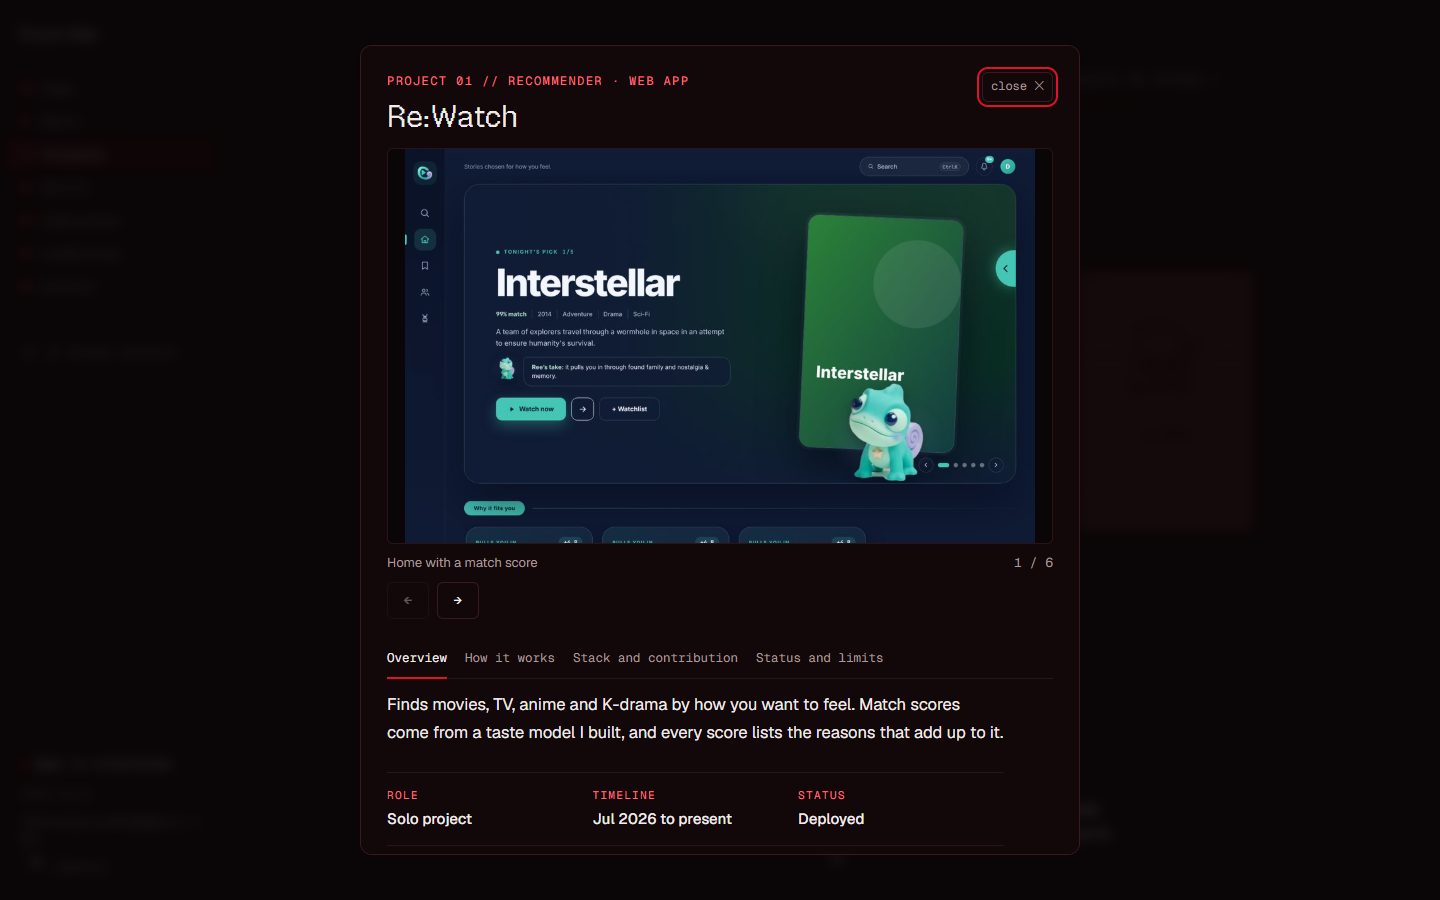 PROJECT 01 // RECOMMENDER · WEB APP
close ×
Re:Watch
Stories chosen for how you feel.
Search
Ctrl K
D
TONIGHT'S PICK 1/5
Interstellar
99% match
2014
Adventure
Drama
Sci-Fi
A team of explorers travel through a wormhole in space in an attempt
to ensure humanity's survival.
Ree's take: it pulls you in through found family and nostalgia &
memory.
Watch now
+ Watchlist
Interstellar
Why it fits you
Home with a match score
1 / 6
Overview
How it works
Stack and contribution
Status and limits
Finds movies, TV, anime and K-drama by how you want to feel. Match scores
come from a taste model I built, and every score lists the reasons that add up to it.
ROLE
TIMELINE
STATUS
Solo project
Jul 2026 to present
Deployed